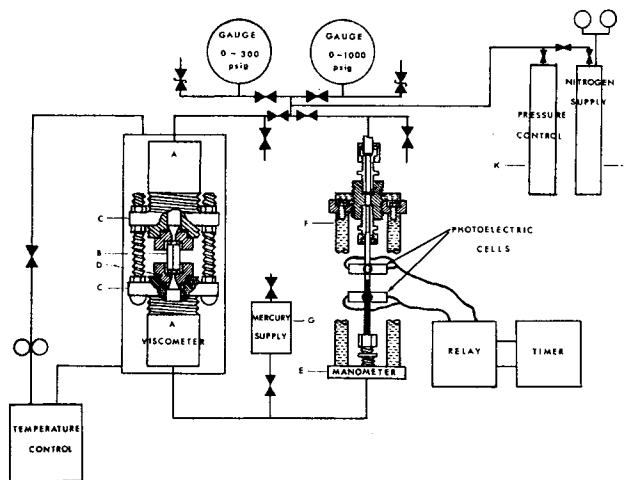 GAUGE
0 – 300
psig
GAUGE
0–1000
psig
NITROGEN
SUPPLY
PRESSURE
CONTROL
K
A
C
B
D
C
A
VISCOMETER
F
PHOTOELECTRIC
CELLS
MERCURY
SUPPLY
G
E
MANOMETER
RELAY
TIMER
TEMPERATURE
CONTROL